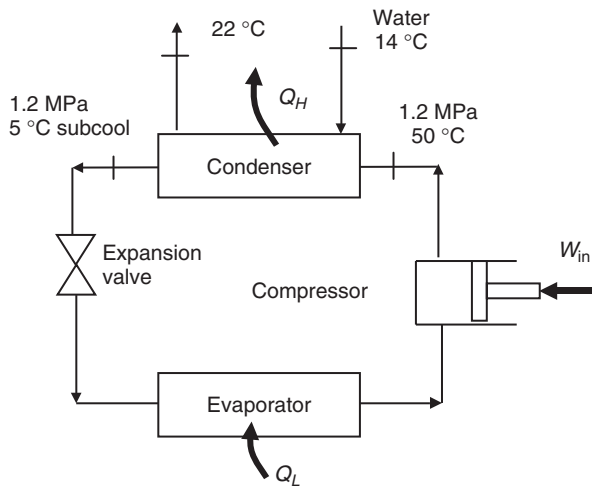 22 °C
Water
14 °C
Q_H
1.2 MPa
5 °C subcool
1.2 MPa
50 °C
Condenser
Expansion
valve
Compressor
W_in
Evaporator
Q_L